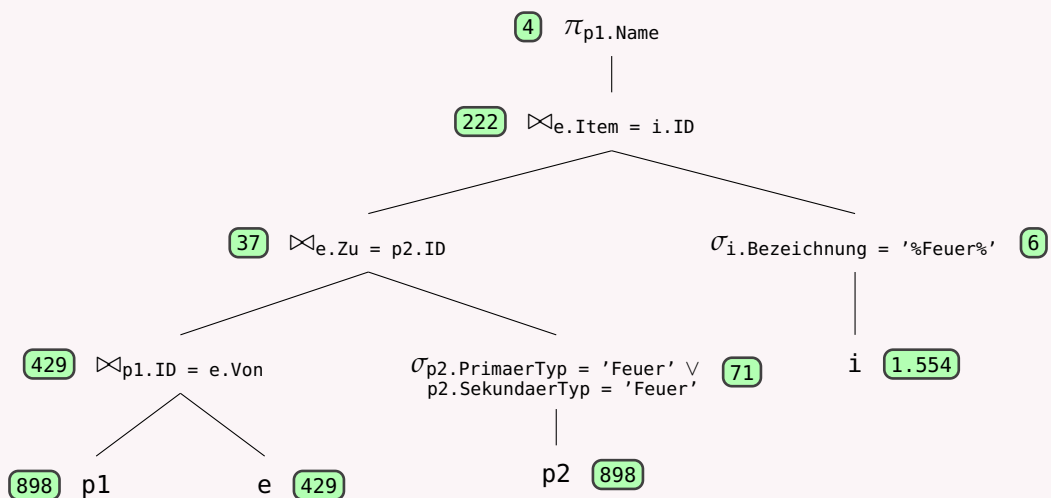 4 π p1.Name
222 ⋈ e.Item = i.ID
37 ⋈ e.Zu = p2.ID
σ i.Bezeichnung = ’%Feuer%’ 6
429 ⋈ p1.ID = e.Von
σ p2.PrimaerTyp = ’Feuer’ ∨
p2.SekundaerTyp = ’Feuer’
71
i 1.554
898 p1
e 429
p2 898